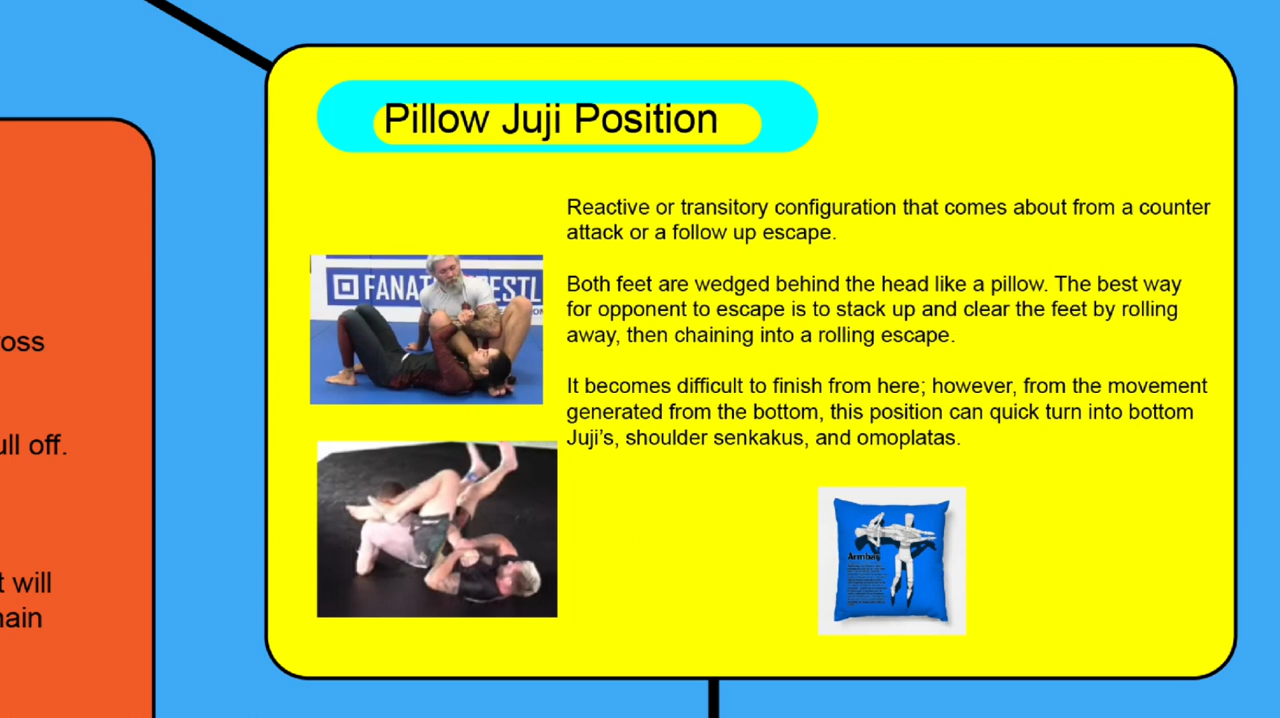 Pillow Juji Position
Reactive or transitory configuration that comes about from a counter
attack or a follow up escape.
Both feet are wedged behind the head like a pillow. The best way
for opponent to escape is to stack up and clear the feet by rolling
away, then chaining into a rolling escape.
It becomes difficult to finish from here; however, from the movement
generated from the bottom, this position can quick turn into bottom
Juji’s, shoulder senkakus, and omoplatas.
oss
ull off.
t will
nain
FANAT ESTL
Armbar